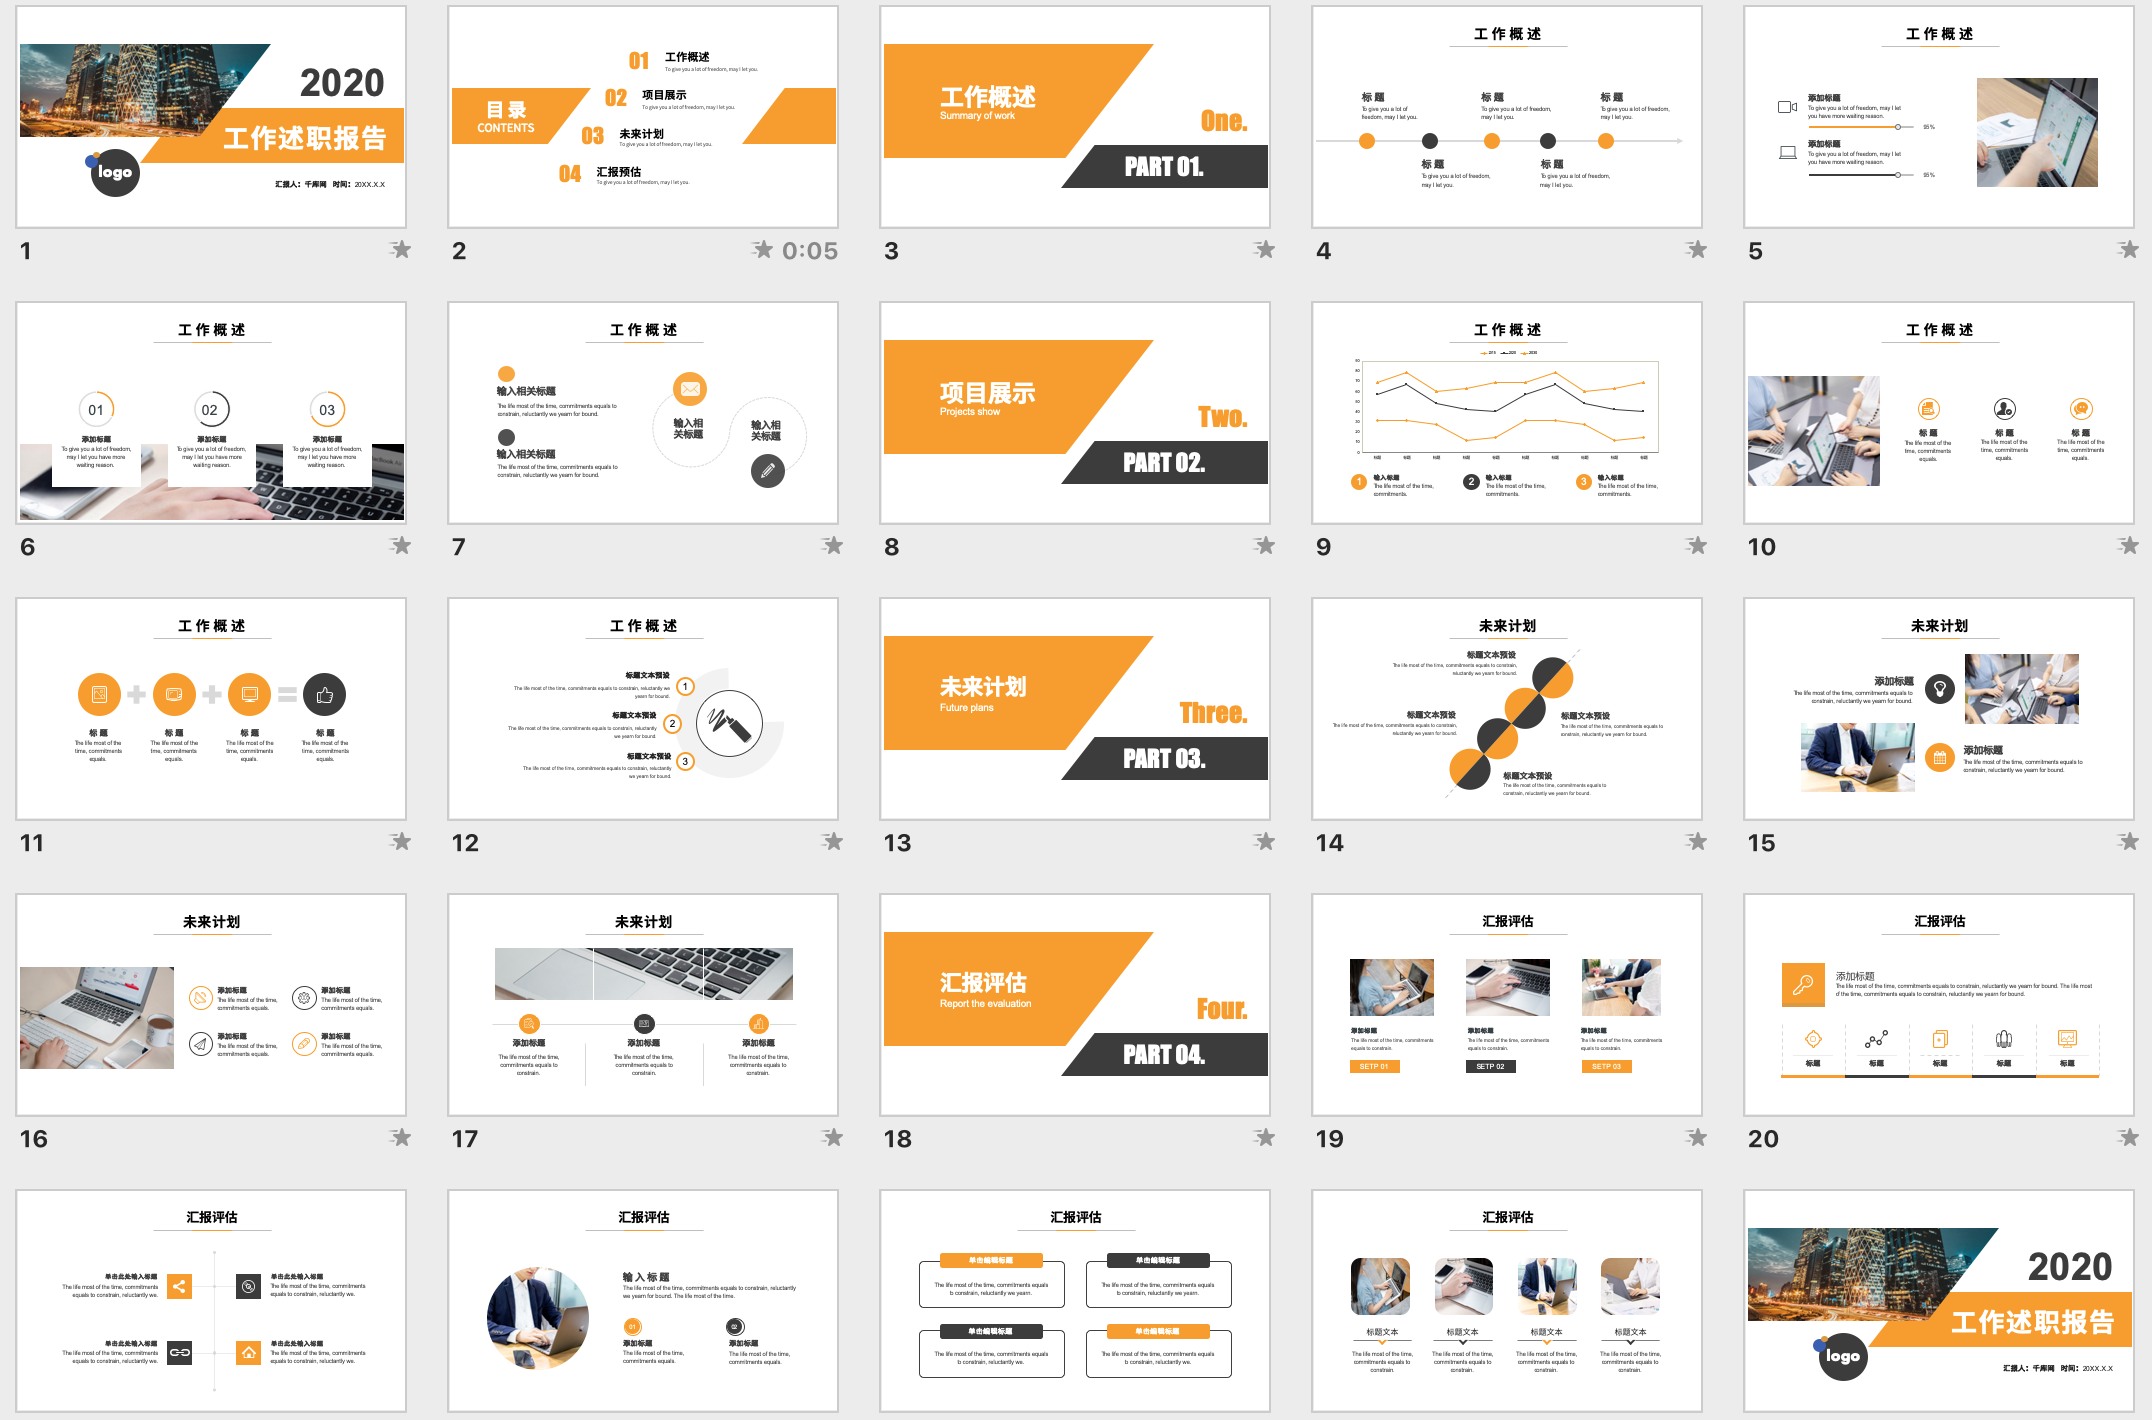 2020
工作述职报告
logo
汇报人：千库网 时间：20XX.X.X
1
目录
CONTENTS
01 工作概述
To give you a lot of freedom, may I let you.
02 项目展示
To give you a lot of freedom, may I let you.
03 未来计划
To give you a lot of freedom, may I let you.
04 汇报预估
To give you a lot of freedom, may I let you.
2
0:05
工作概述
Summary of work
One.
PART 01.
3
工作概述
标题
To give you a lot of
freedom, may I let you.
标题
To give you a lot of freedom,
may I let you.
标题
To give you a lot of freedom,
may I let you.
标题
To give you a lot of freedom,
may I let you.
标题
To give you a lot of freedom,
may I let you.
4
工作概述
添加标题
To give you a lot of freedom, may I let
you have more waiting reason.
95%
添加标题
To give you a lot of freedom, may I let
you have more waiting reason.
95%
5
工作概述
01
添加标题
To give you a lot of freedom,
may I let you have more
waiting reason.
02
添加标题
To give you a lot of freedom,
may I let you have more
waiting reason.
03
添加标题
To give you a lot of freedom,
may I let you have more
waiting reason.
6
工作概述
输入相关标题
The life most of the time, commitments equals to
constrain, reluctantly we yearn for bound.
输入相关标题
The life most of the time, commitments equals to
constrain, reluctantly we yearn for bound.
输入相
关标题
输入相
关标题
7
项目展示
Projects show
Two.
PART 02.
8
工作概述
1
输入标题
The life most of the time,
commitments.
2
输入标题
The life most of the time,
commitments.
3
输入标题
The life most of the time,
commitments.
9
工作概述
标题
The life most of the
time, commitments
equals.
标题
The life most of the
time, commitments
equals.
标题
The life most of the
time, commitments
equals.
10
工作概述
标题
The life most of the
time, commitments
equals.
标题
The life most of the
time, commitments
equals.
标题
The life most of the
time, commitments
equals.
标题
The life most of the
time, commitments
equals.
11
工作概述
标题文本预设
The life most of the time, commitments equals to constrain, reluctantly we
yearn for bound.
1
标题文本预设
The life most of the time, commitments equals to constrain, reluctantly
we yearn for bound.
2
标题文本预设
The life most of the time, commitments equals to constrain, reluctantly
we yearn for bound.
3
12
未来计划
Future plans
Three.
PART 03.
13
未来计划
标题文本预设
The life most of the time, commitments equals to constrain,
reluctantly we yearn for bound.
标题文本预设
The life most of the time, commitments equals to constrain,
reluctantly we yearn for bound.
标题文本预设
The life most of the time, commitments equals to
constrain, reluctantly we yearn for bound.
标题文本预设
The life most of the time, commitments equals to
constrain, reluctantly we yearn for bound.
14
未来计划
添加标题
The life most of the time, commitments equals to
constrain, reluctantly we yearn for bound.
添加标题
The life most of the time, commitments equals to
constrain, reluctantly we yearn for bound.
15
未来计划
添加标题
The life most of the time,
commitments equals.
添加标题
The life most of the time,
commitments equals.
添加标题
The life most of the time,
commitments equals.
添加标题
The life most of the time,
commitments equals.
16
未来计划
添加标题
The life most of the time,
commitments equals to
constrain.
添加标题
The life most of the time,
commitments equals to
constrain.
添加标题
The life most of the time,
commitments equals to
constrain.
17
汇报评估
Report the evaluation
Four.
PART 04.
18
汇报评估
添加标题
The life most of the time, commitments
equals to constrain.
SETP 01
添加标题
The life most of the time, commitments
equals to constrain.
SETP 02
添加标题
The life most of the time, commitments
equals to constrain.
SETP 03
19
汇报评估
添加标题
The life most of the time, commitments equals to constrain, reluctantly we yearn for bound. The life most
of the time, commitments equals to constrain, reluctantly we yearn for bound.
标题
标题
标题
标题
标题
20
汇报评估
单击此处输入标题
The life most of the time, commitments
equals to constrain, reluctantly we.
单击此处输入标题
The life most of the time, commitments
equals to constrain, reluctantly we.
单击此处输入标题
The life most of the time, commitments
equals to constrain, reluctantly we.
单击此处输入标题
The life most of the time, commitments
equals to constrain, reluctantly we.
汇报评估
输入标题
The life most of the time, commitments equals to constrain, reluctantly
we yearn for bound. The life most of the time.
01
添加标题
The life most of the time,
commitments equals.
02
添加标题
The life most of the time,
commitments equals.
汇报评估
单击编辑标题
The life most of the time, commitments equals
to constrain, reluctantly we yearn.
单击编辑标题
The life most of the time, commitments equals
to constrain, reluctantly we yearn.
单击编辑标题
The life most of the time, commitments equals
to constrain, reluctantly we.
单击编辑标题
The life most of the time, commitments equals
to constrain, reluctantly we.
汇报评估
标题文本
The life most of the time,
commitments equals to
constrain.
标题文本
The life most of the time,
commitments equals to
constrain.
标题文本
The life most of the time,
commitments equals to
constrain.
标题文本
The life most of the time,
commitments equals to
constrain.
2020
工作述职报告
logo
汇报人：千库网 时间：20XX.X.X